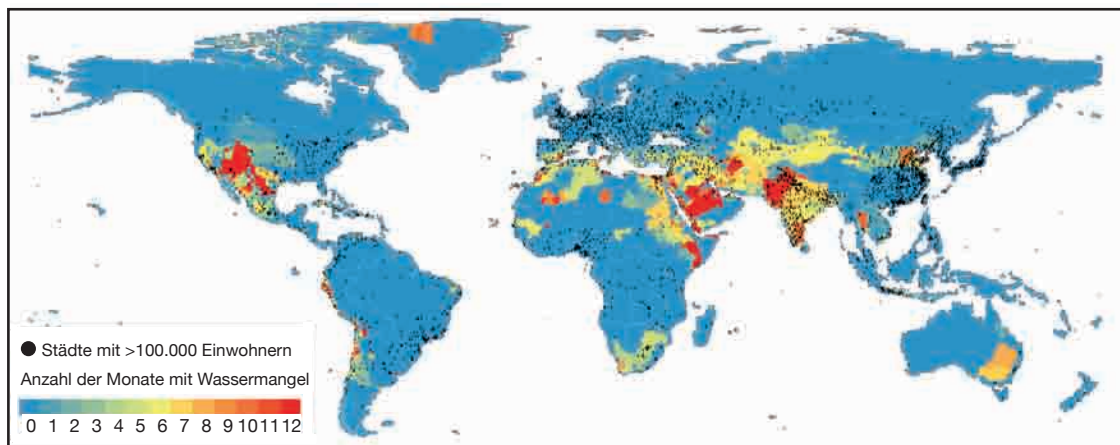 Städte mit >100.000 Einwohnern
Anzahl der Monate mit Wassermangel
0 1 2 3 4 5 6 7 8 9 10 11 12